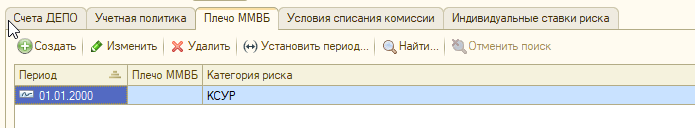 Счета ДЕПО Учетная политика Плечо ММВБ Условия списания комиссии Индивидуальные ставки риска
Создать Изменить Удалить Установить период... Найти... Отменить поиск
Период Плечо ММВБ Категория риска
01.01.2000 КСУР